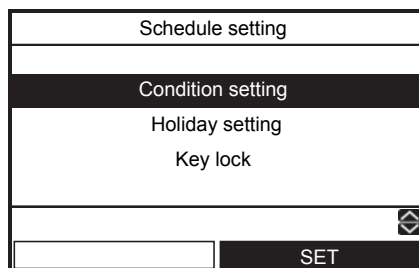 Schedule setting
Condition setting
Holiday setting
Key lock
SET